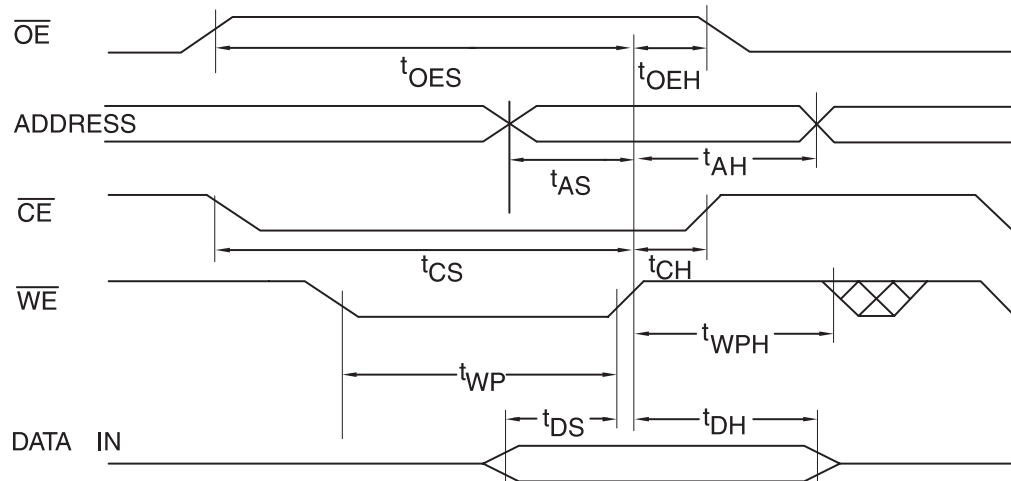 OE
tOES
tOEH
ADDRESS
tAS
tAH
CE
tCS
tCH
WE
tWPH
tWP
tDS
tDH
DATA IN